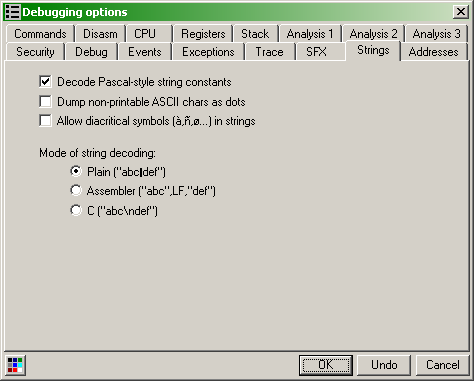 Debugging options
Commands Disasm CPU Registers Stack Analysis 1 Analysis 2 Analysis 3
Security Debug Events Exceptions Trace SFX Strings Addresses
Decode Pascal-style string constants
Dump non-printable ASCII chars as dots
Allow diacritical symbols (à,ñ,ø...) in strings
Mode of string decoding:
Plain ("abc|def")
Assembler ("abc",LF,"def")
C ("abc\ndef")
OK Undo Cancel